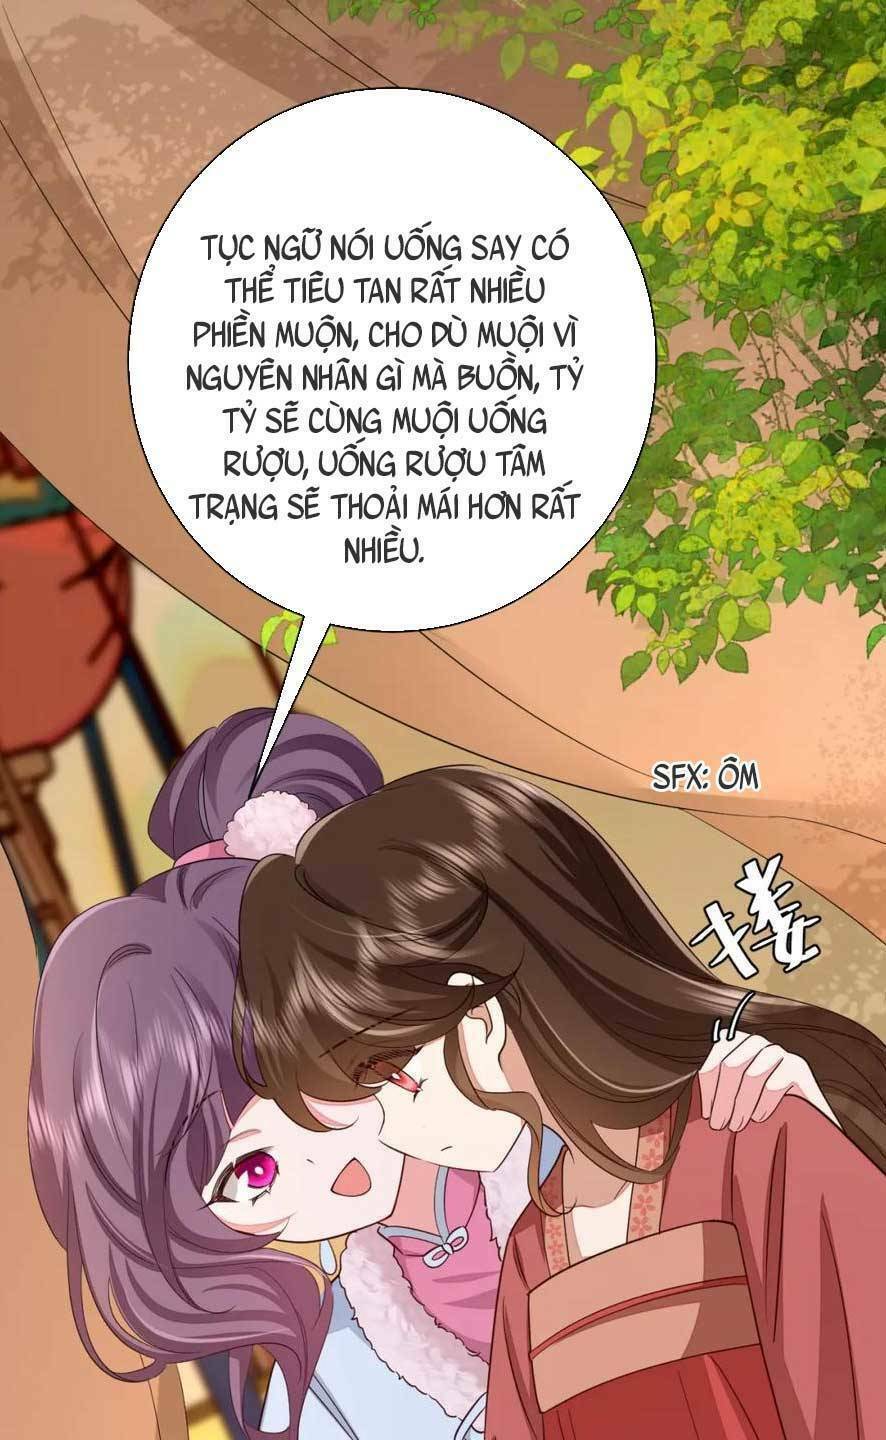 TỤC NGỮ NÓI UỐNG SAY CÓ
THỂ TIÊU TAN RẤT NHIỀU
PHIỀN MUỘN, CHO DÙ MUỘI VÌ
NGUYÊN NHÂN GÌ MÀ BUỒN, TỶ
TỶ SẼ CÙNG MUỘI UỐNG
RƯỢU, UỐNG RƯỢU TÂM
TRẠNG SẼ THOẢI MÁI HƠN RẤT
NHIỀU.
SFX: ÔM
搂